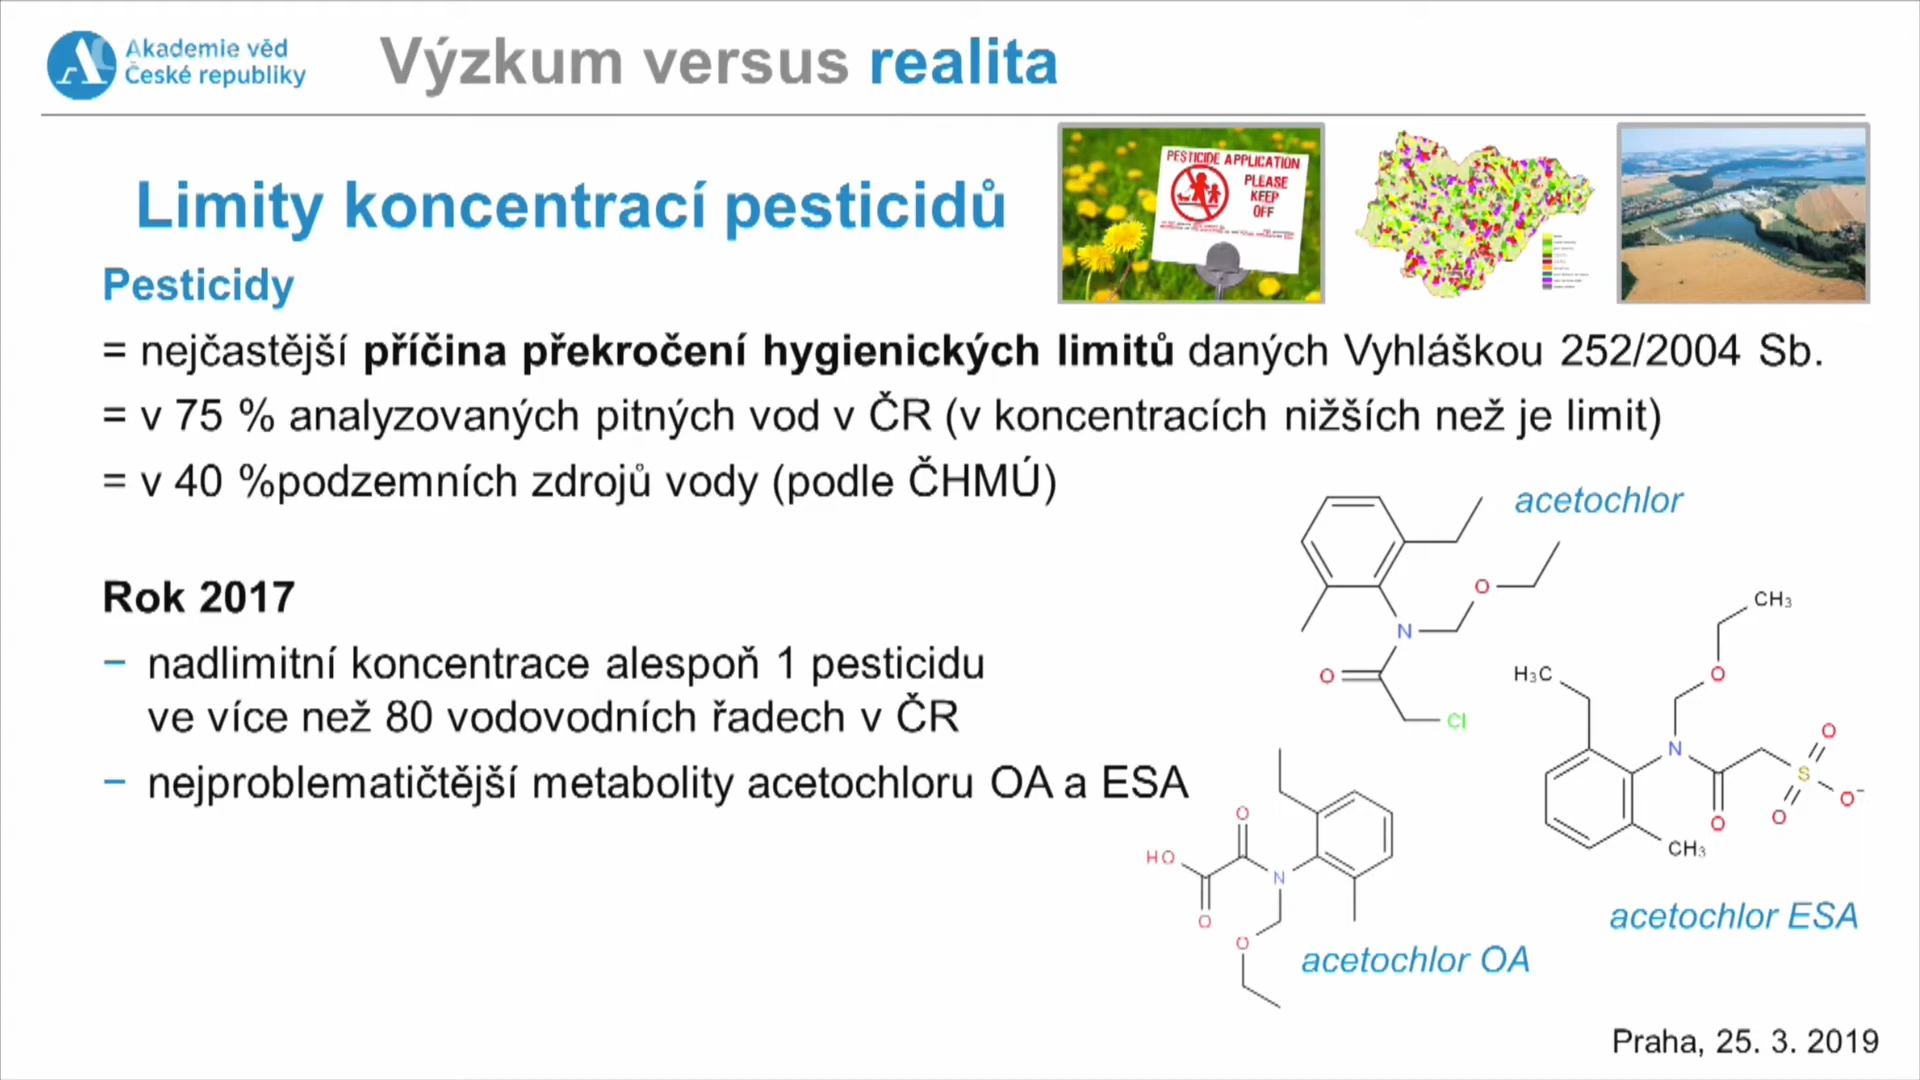 Akademie věd
České republiky
Výzkum versus realita
PESTICIDE APPLICATION
PLEASE
KEEP
OFF
Limity koncentrací pesticidů
Pesticidy
= nejčastější příčina překročení hygienických limitů daných Vyhláškou 252/2004 Sb.
= v 75 % analyzovaných pitných vod v ČR (v koncentracích nižších než je limit)
= v 40 %podzemních zdrojů vody (podle ČHMÚ)
Rok 2017
− nadlimitní koncentrace alespoň 1 pesticidu
ve více než 80 vodovodních řadech v ČR
− nejproblematičtější metabolity acetochloru OA a ESA
acetochlor
O
N
O
Cl
CH₃
H₃C
O
N
O
O
S
O⁻
O
CH₃
acetochlor ESA
O
HO
N
O
O
acetochlor OA
Praha, 25. 3. 2019